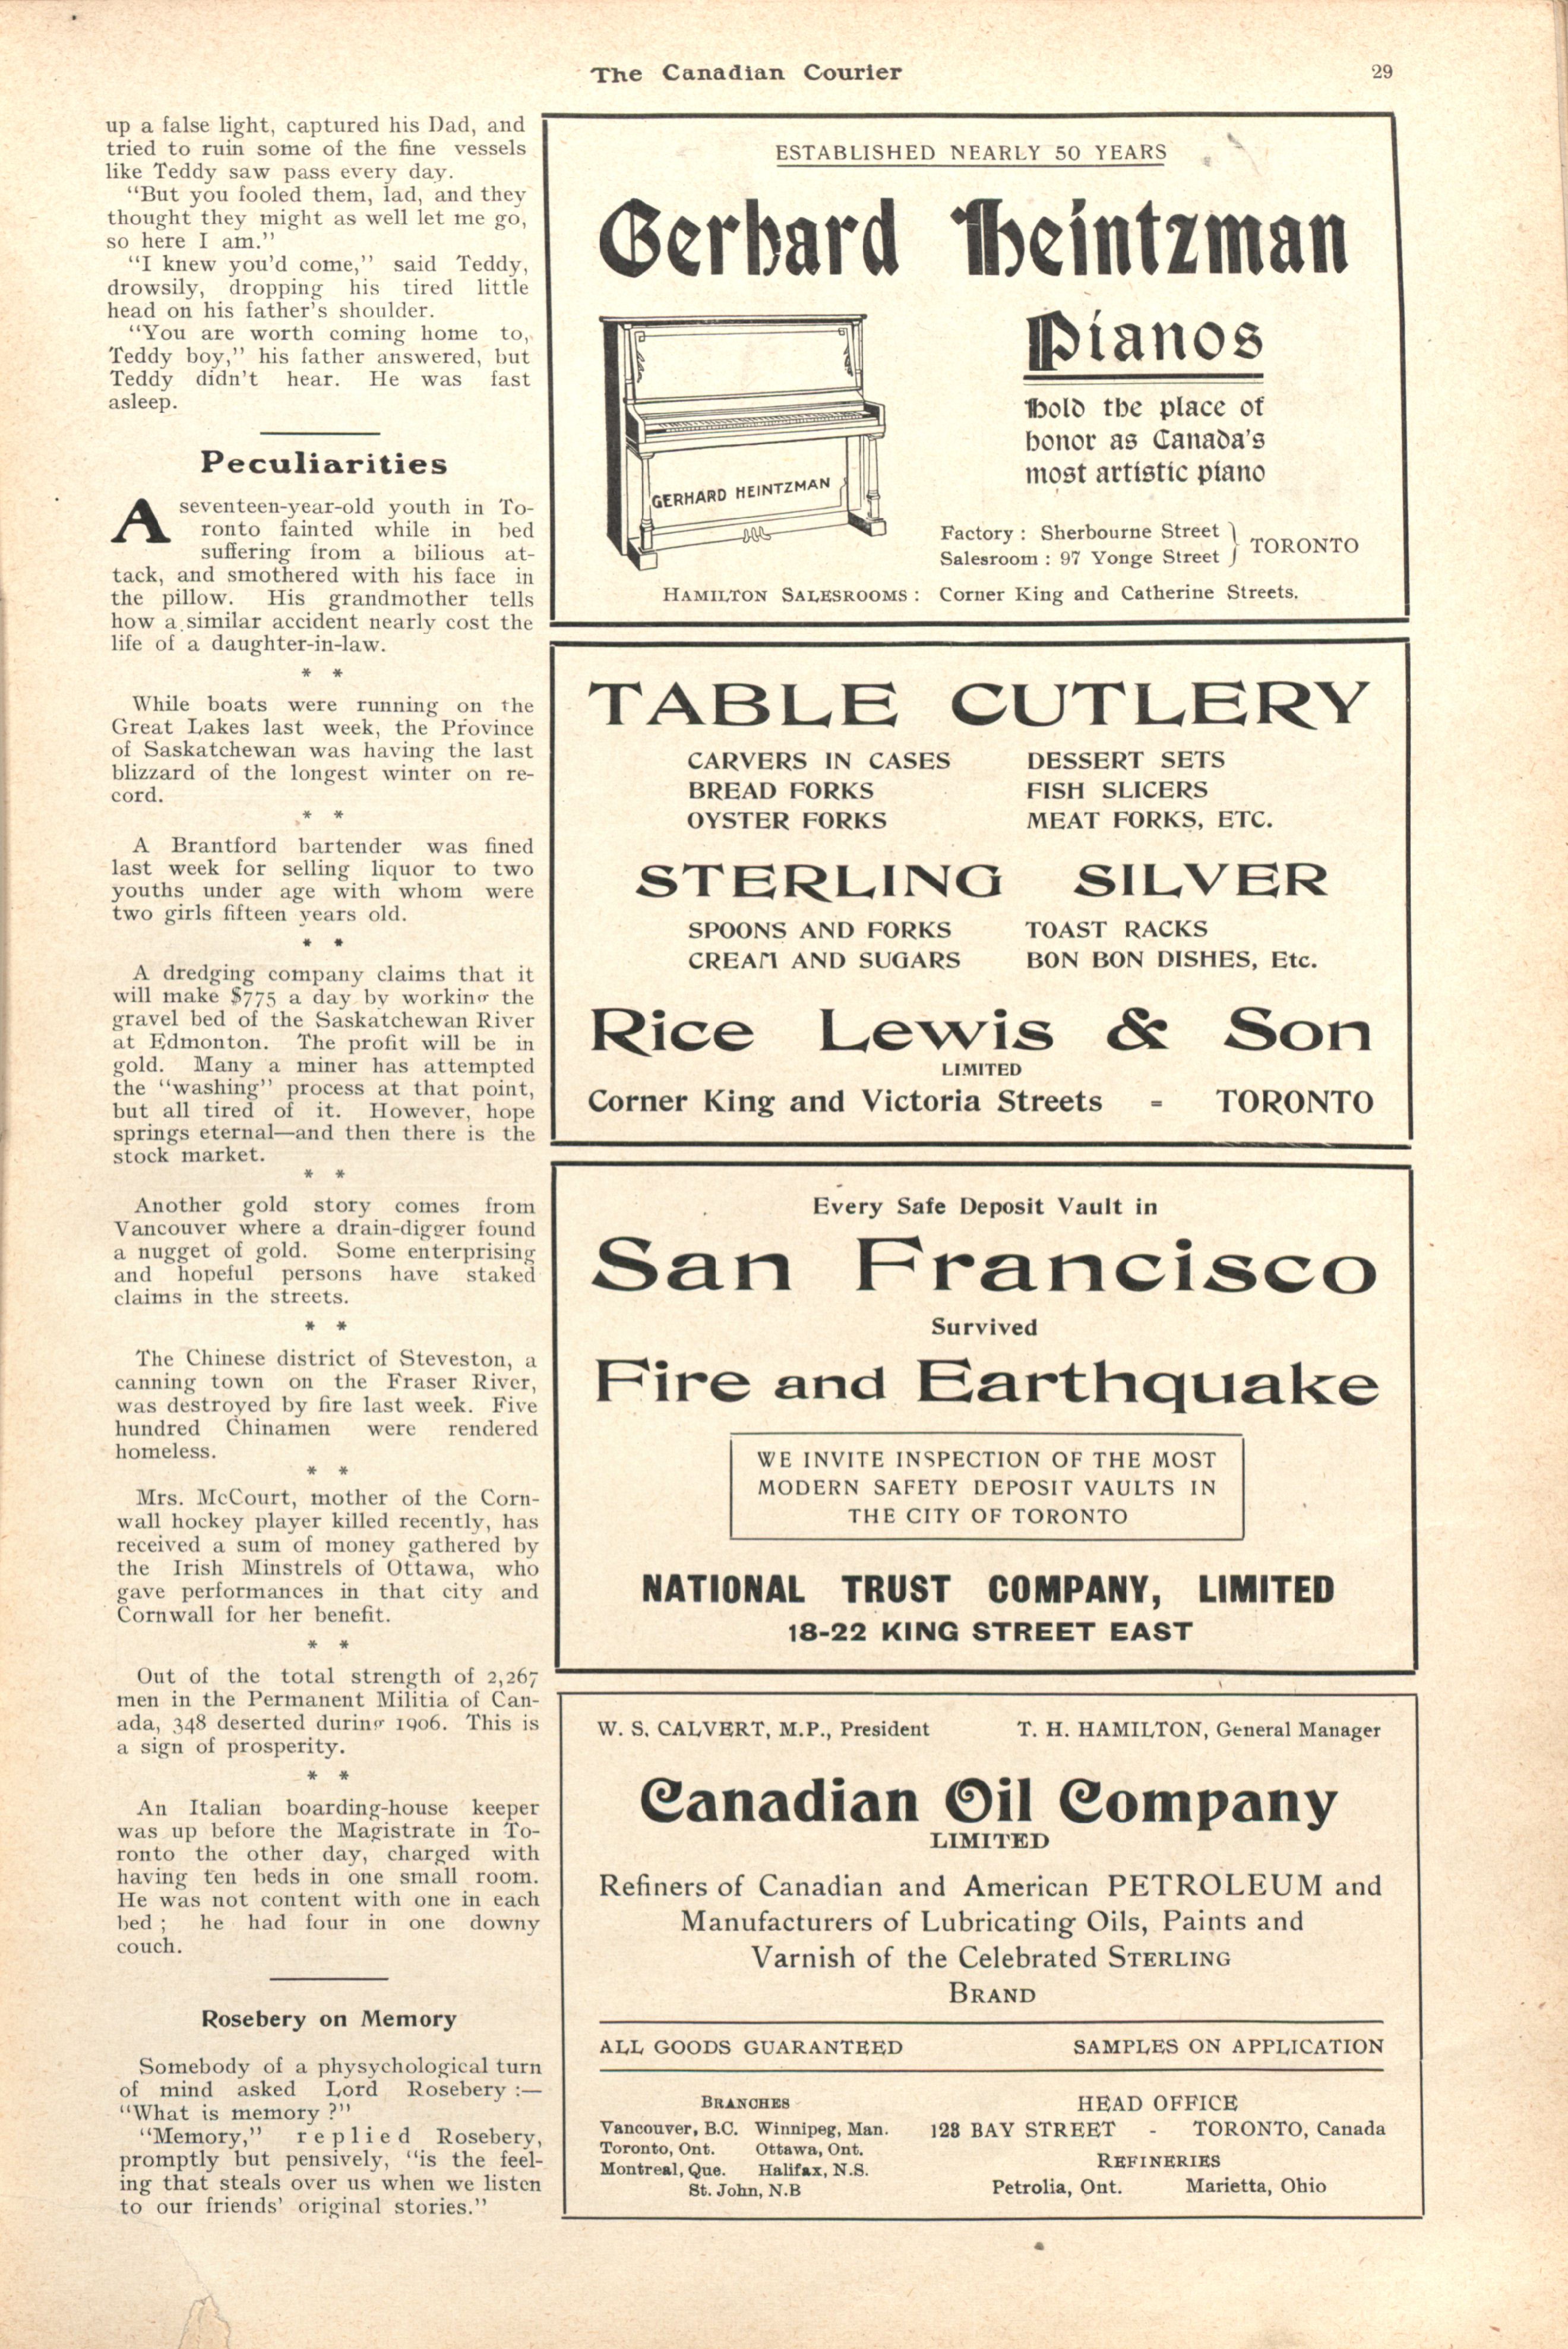 The Canadian Courier
29
up a false light, captured his Dad, and
tried to ruin some of the fine vessels
like Teddy saw pass every day.
"But you fooled them, lad, and they
thought they might as well let me go,
so here I am."
"I knew you'd come," said Teddy,
drowsily, dropping his tired little
head on his father's shoulder.
"You are worth coming home to,
Teddy boy," his father answered, but
Teddy didn't hear. He was fast
asleep.
Peculiarities
A seventeen-year-old youth in To-
ronto fainted while in bed
suffering from a bilious at-
tack, and smothered with his face in
the pillow. His grandmother tells
how a similar accident nearly cost the
life of a daughter-in-law.
* *
While boats were running on the
Great Lakes last week, the Province
of Saskatchewan was having the last
blizzard of the longest winter on re-
cord.
* *
A Brantford bartender was fined
last week for selling liquor to two
youths under age with whom were
two girls fifteen years old.
* *
A dredging company claims that it
will make $775 a day by working the
gravel bed of the Saskatchewan River
at Edmonton. The profit will be in
gold. Many a miner has attempted
the "washing" process at that point,
but all tired of it. However, hope
springs eternal—and then there is the
stock market.
* *
Another gold story comes from
Vancouver where a drain-digger found
a nugget of gold. Some enterprising
and hopeful persons have staked
claims in the streets.
* *
The Chinese district of Steveston, a
canning town on the Fraser River,
was destroyed by fire last week. Five
hundred Chinamen were rendered
homeless.
* *
Mrs. McCourt, mother of the Corn-
wall hockey player killed recently, has
received a sum of money gathered by
the Irish Minstrels of Ottawa, who
gave performances in that city and
Cornwall for her benefit.
* *
Out of the total strength of 2,267
men in the Permanent Militia of Can-
ada, 348 deserted during 1906. This is
a sign of prosperity.
* *
An Italian boarding-house keeper
was up before the Magistrate in To-
ronto the other day, charged with
having ten beds in one small room.
He was not content with one in each
bed ; he had four in one downy
couch.
Rosebery on Memory
Somebody of a physychological turn
of mind asked Lord Rosebery :—
"What is memory ?"
"Memory," replied Rosebery,
promptly but pensively, "is the feel-
ing that steals over us when we listen
to our friends' original stories."
ESTABLISHED NEARLY 50 YEARS
Gerhard Heintzman
Pianos
Hold the place of
honor as Canada's
most artistic piano
GERHARD HEINTZMAN
Factory : Sherbourne Street
Salesroom : 97 Yonge Street } TORONTO
HAMILTON SALESROOMS : Corner King and Catherine Streets.
TABLE CUTLERY
CARVERS IN CASES DESSERT SETS
BREAD FORKS FISH SLICERS
OYSTER FORKS MEAT FORKS, ETC.
STERLING SILVER
SPOONS AND FORKS TOAST RACKS
CREAM AND SUGARS BON BON DISHES, Etc.
Rice Lewis & Son
LIMITED
Corner King and Victoria Streets - TORONTO
Every Safe Deposit Vault in
San Francisco
Survived
Fire and Earthquake
WE INVITE INSPECTION OF THE MOST
MODERN SAFETY DEPOSIT VAULTS IN
THE CITY OF TORONTO
NATIONAL TRUST COMPANY, LIMITED
18-22 KING STREET EAST
W. S. CALVERT, M.P., President T. H. HAMILTON, General Manager
Canadian Oil Company
LIMITED
Refiners of Canadian and American PETROLEUM and
Manufacturers of Lubricating Oils, Paints and
Varnish of the Celebrated STERLING
BRAND
ALL GOODS GUARANTEED SAMPLES ON APPLICATION
BRANCHES
Vancouver, B.C. Winnipeg, Man.
Toronto, Ont. Ottawa, Ont.
Montreal, Que. Halifax, N.S.
St. John, N.B
HEAD OFFICE
128 BAY STREET - TORONTO, Canada
REFINERIES
Petrolia, Ont. Marietta, Ohio